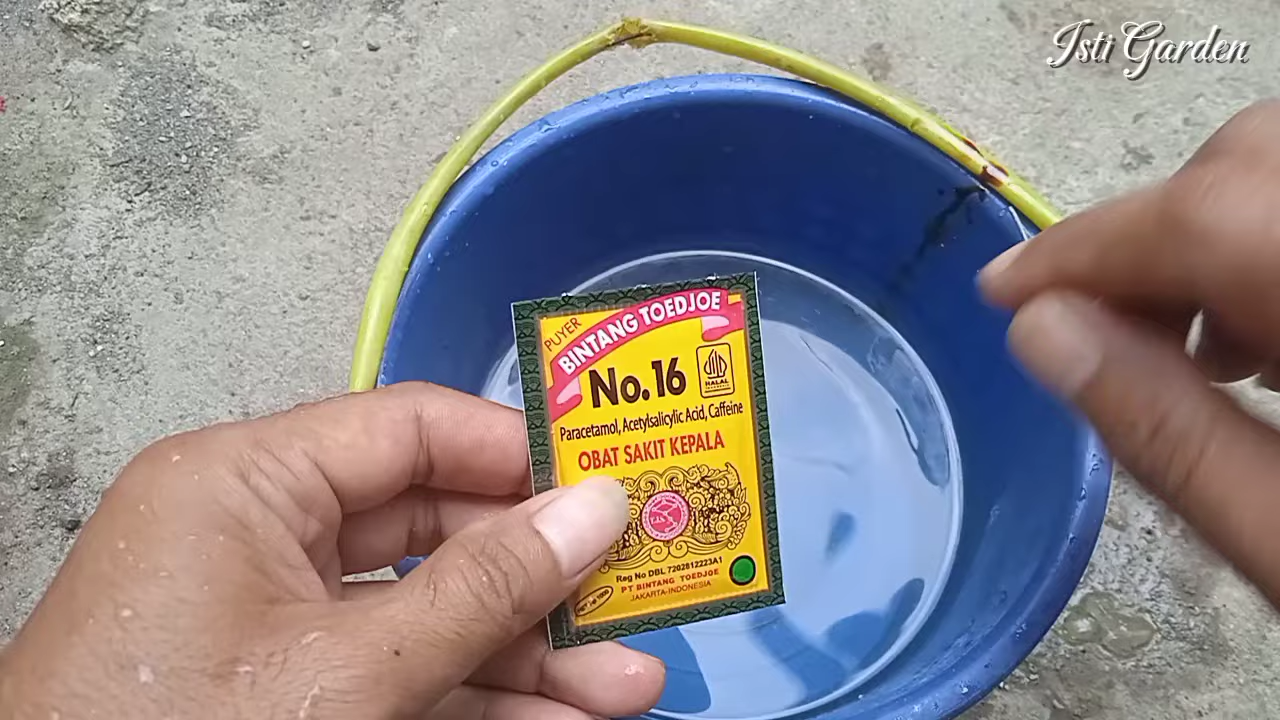 Isti Garden
PUYER
BINTANG TOEDJOE
No.16
HALAL
INDONESIA
Paracetamol, Acetylsalicylic Acid, Caffeine
OBAT SAKIT KEPALA
Reg No DBL 7202812223A1
PT BINTANG TOEDJOE
JAKARTA-INDONESIA